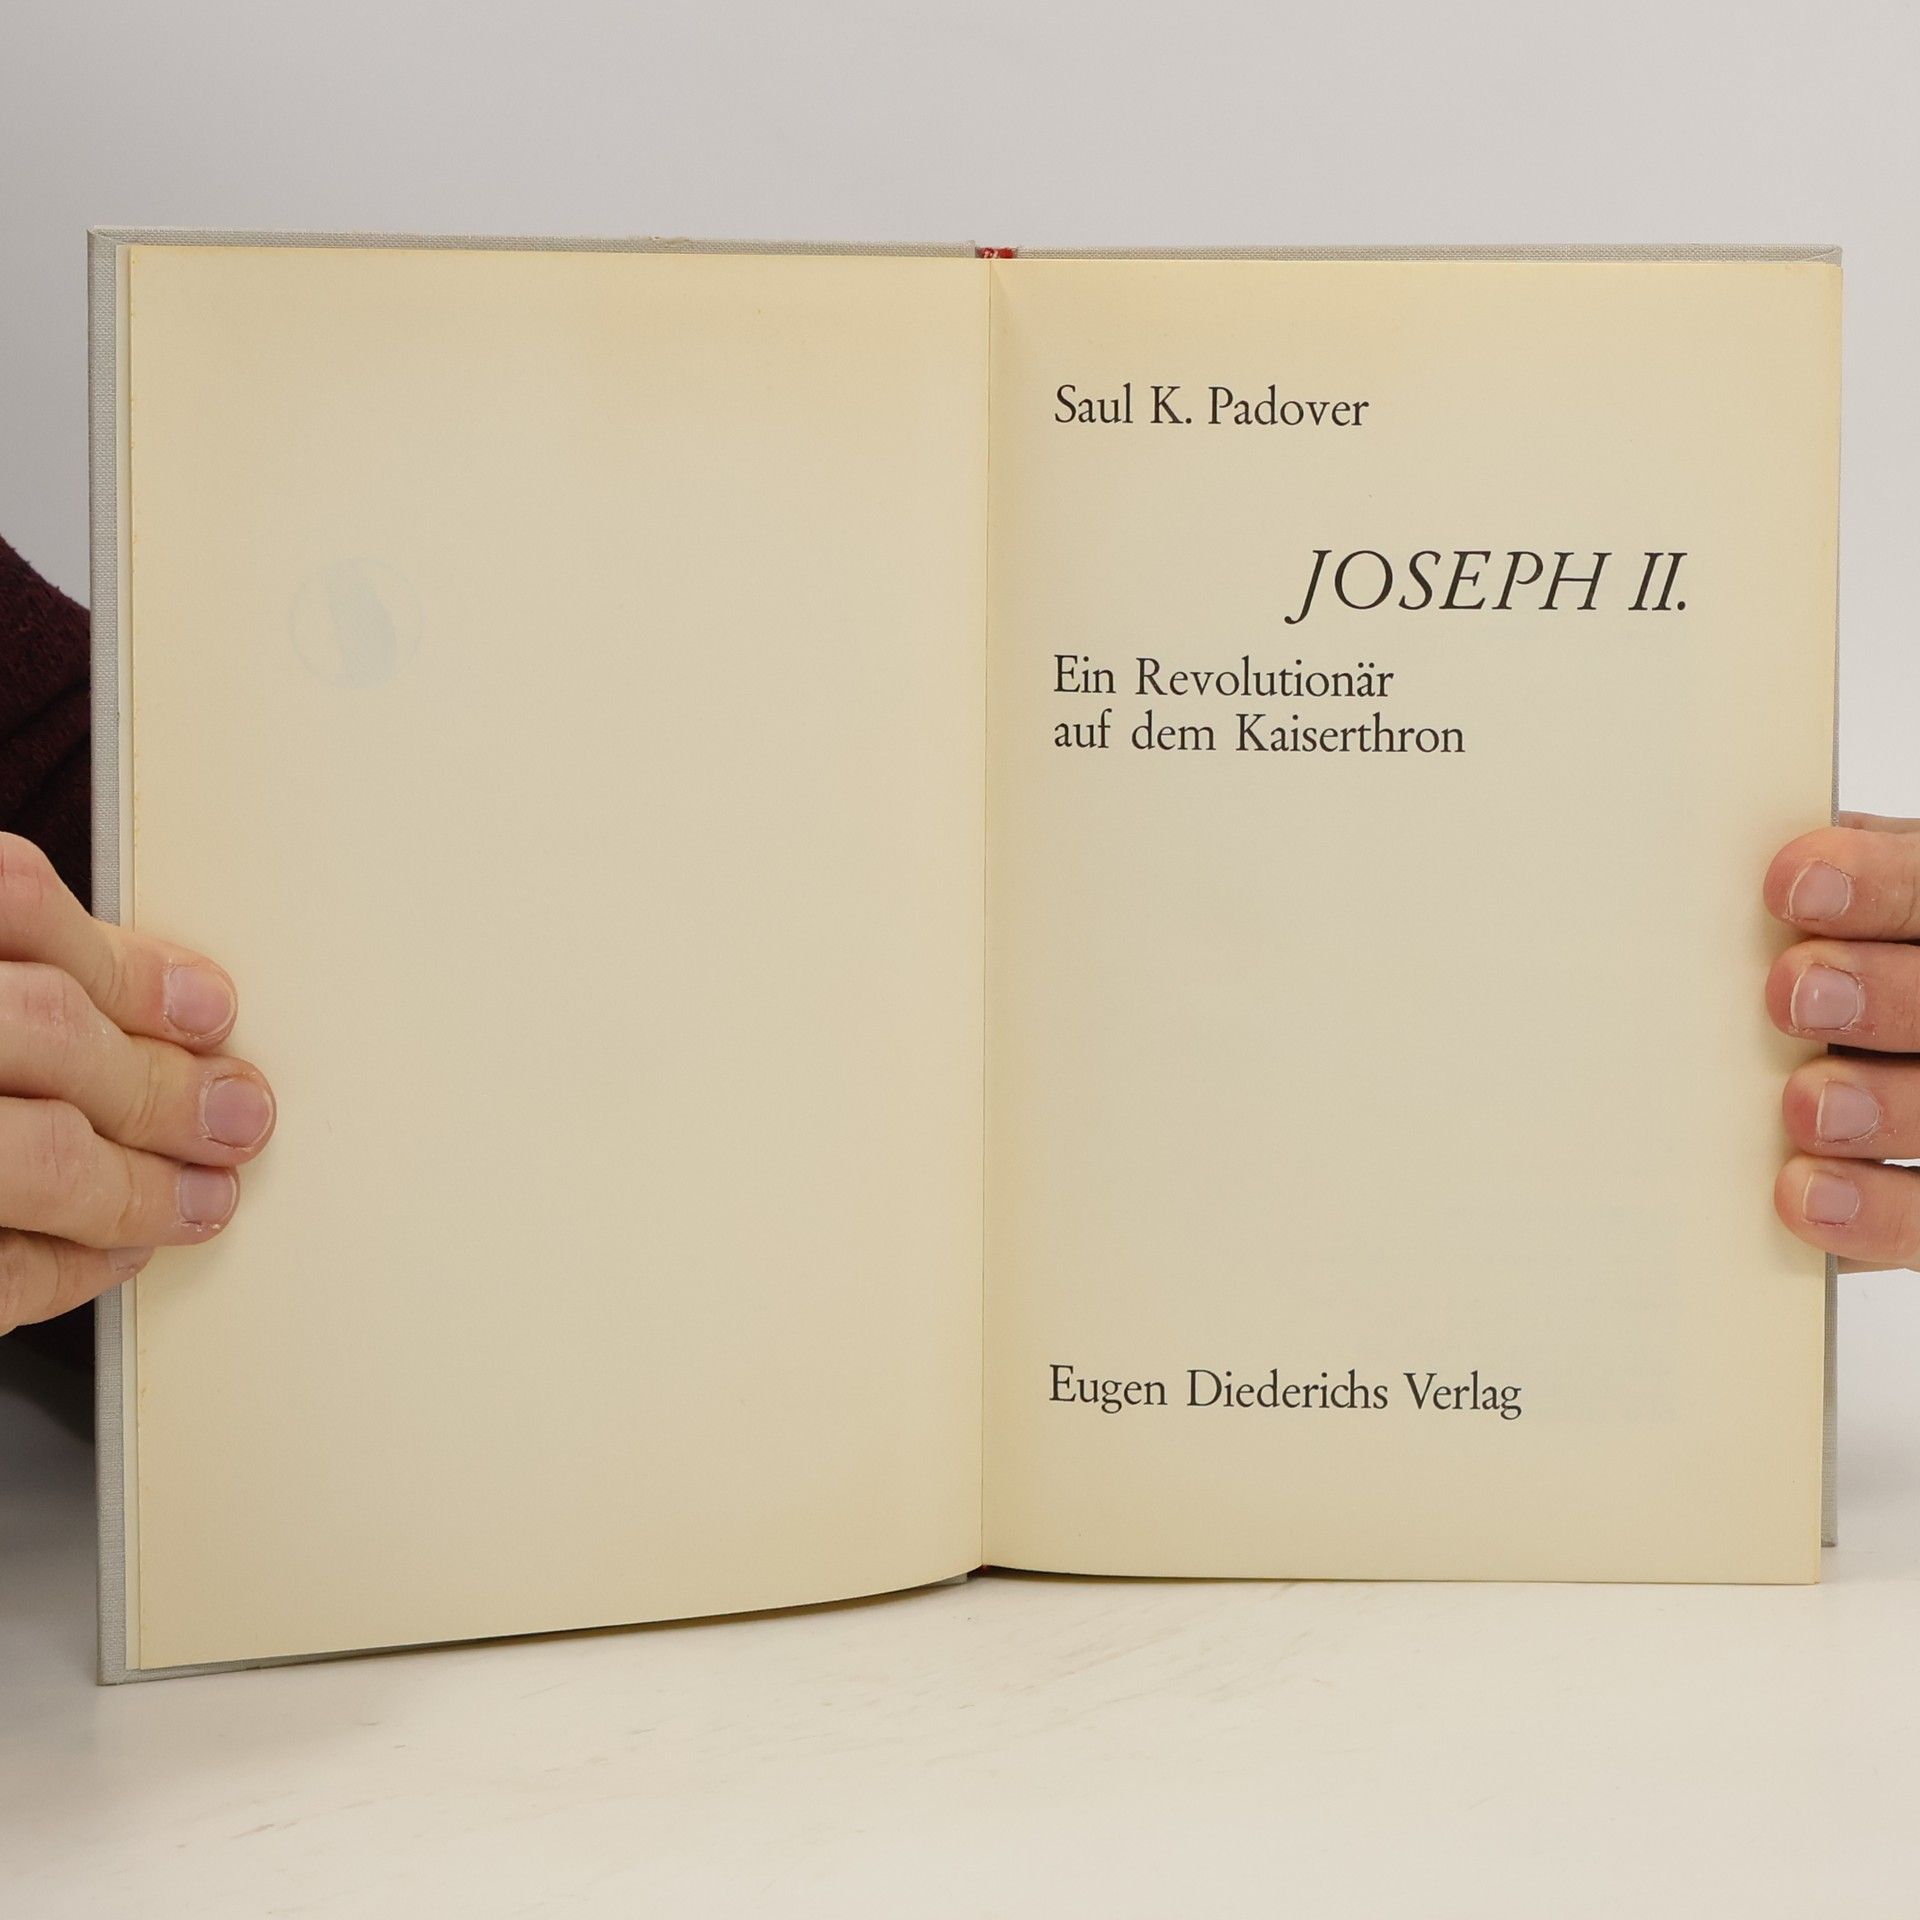 Saul K. Padover
JOSEPH II.
Ein Revolutionär
auf dem Kaiserthron
Eugen Diederichs Verlag